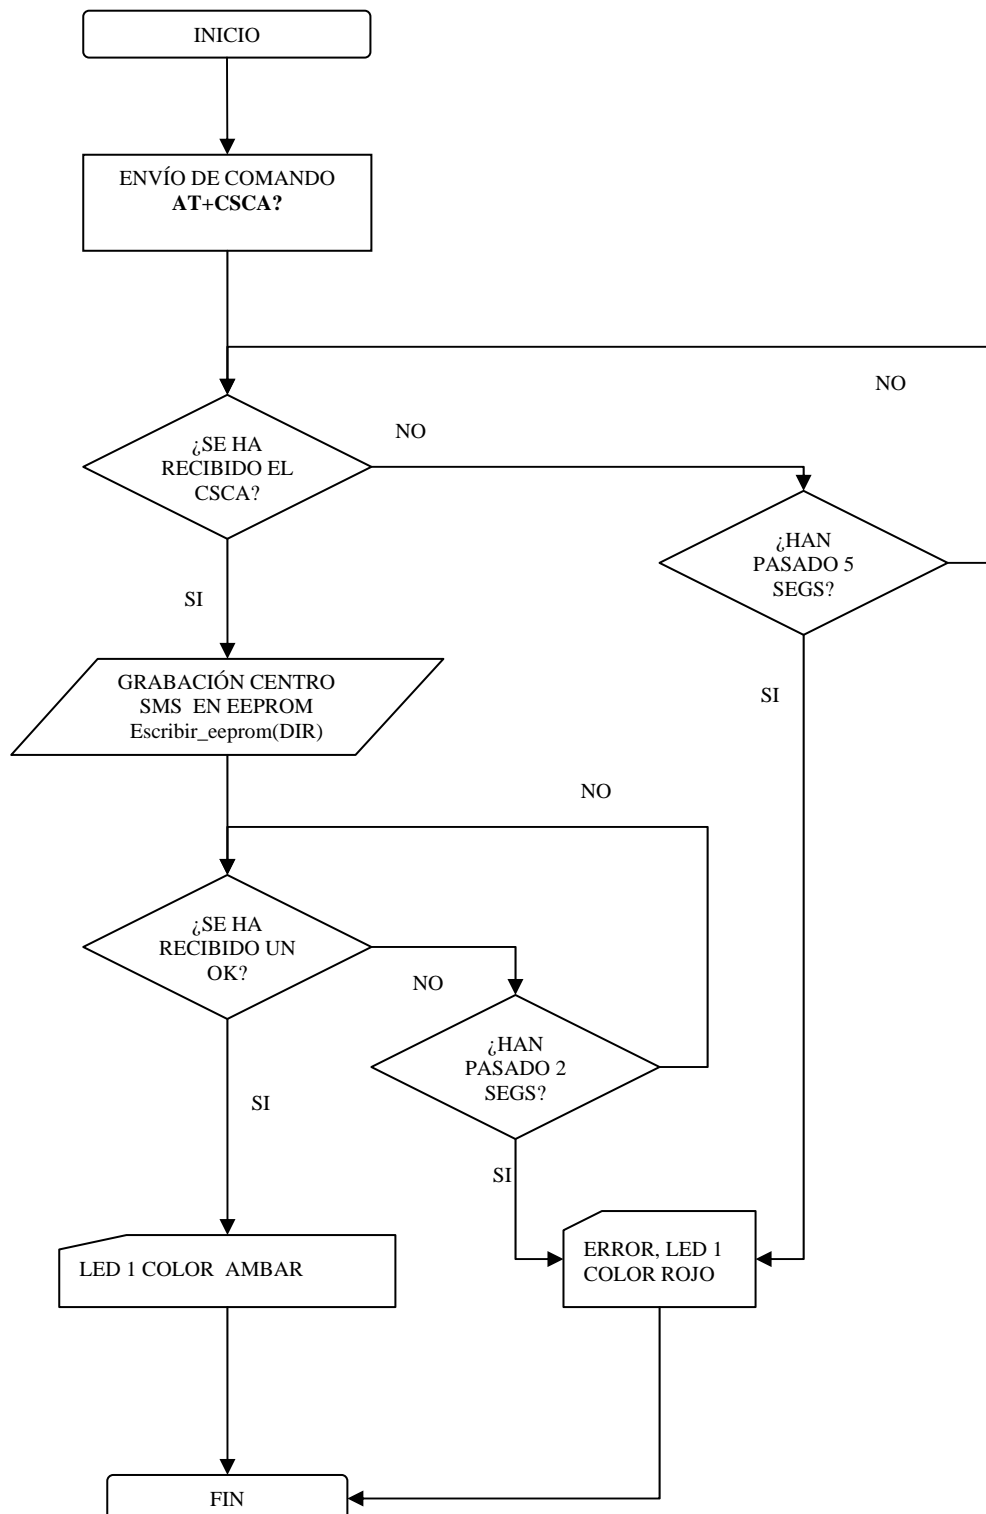 INICIO
ENVÍO DE COMANDO
AT+CSCA?
NO
NO
¿SE HA
RECIBIDO EL
CSCA?
¿HAN
PASADO 5
SEGS?
SI
GRABACIÓN CENTRO
SMS EN EEPROM
Escribir_eeprom(DIR)
SI
NO
¿SE HA
RECIBIDO UN
OK?
NO
¿HAN
PASADO 2
SEGS?
SI
SI
ERROR, LED 1
COLOR ROJO
LED 1 COLOR AMBAR
FIN